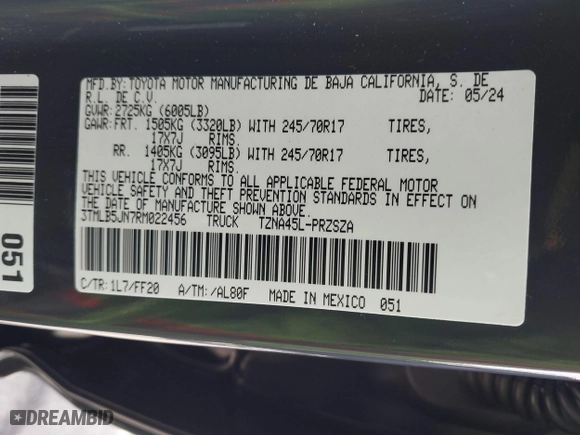 MFD.BY:TOYOTA MOTOR MANUFACTURING DE BAJA CALIFORNIA, S. DE
R.L. DE C.V. DATE: 05/24
GVWR: 2725KG (6005LB)
GAWR: FRT. 1505KG (3320LB) WITH 245/70R17 TIRES,
17X7J RIMS.
RR. 1405KG (3095LB) WITH 245/70R17 TIRES,
17X7J RIMS.
THIS VEHICLE CONFORMS TO ALL APPLICABLE FEDERAL MOTOR
VEHICLE SAFETY AND THEFT PREVENTION STANDARDS IN EFFECT ON
THE DATE OF MANUFACTURE SHOWN ABOVE.
3TMLB5JN7RM022456 TRUCK TZNA45L-PRZSZA
C/TR:1L7/FF20 A/TM:/AL80F MADE IN MEXICO 051
051
DREAMBID